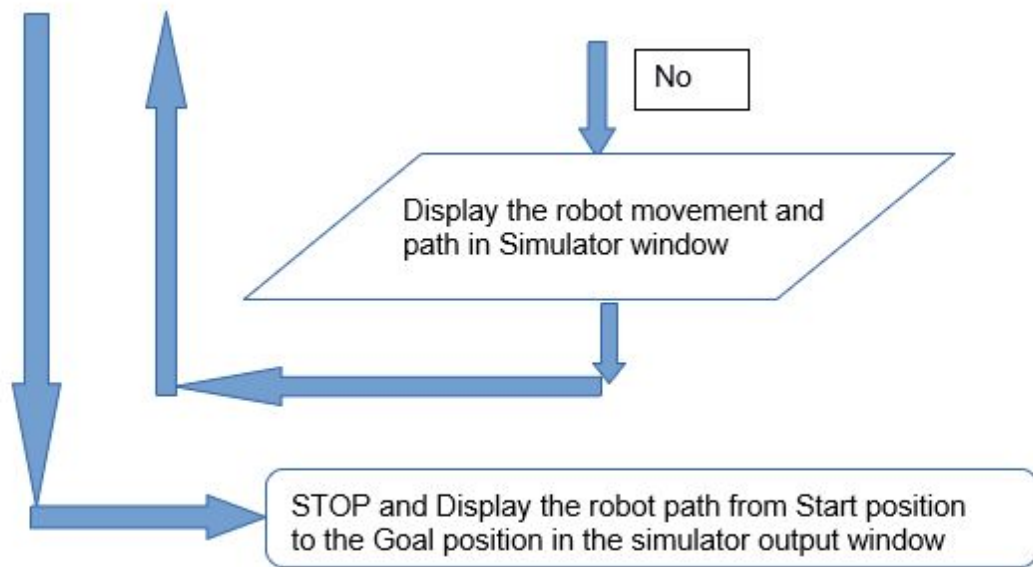 No
Display the robot movement and
path in Simulator window
STOP and Display the robot path from Start position
to the Goal position in the simulator output window